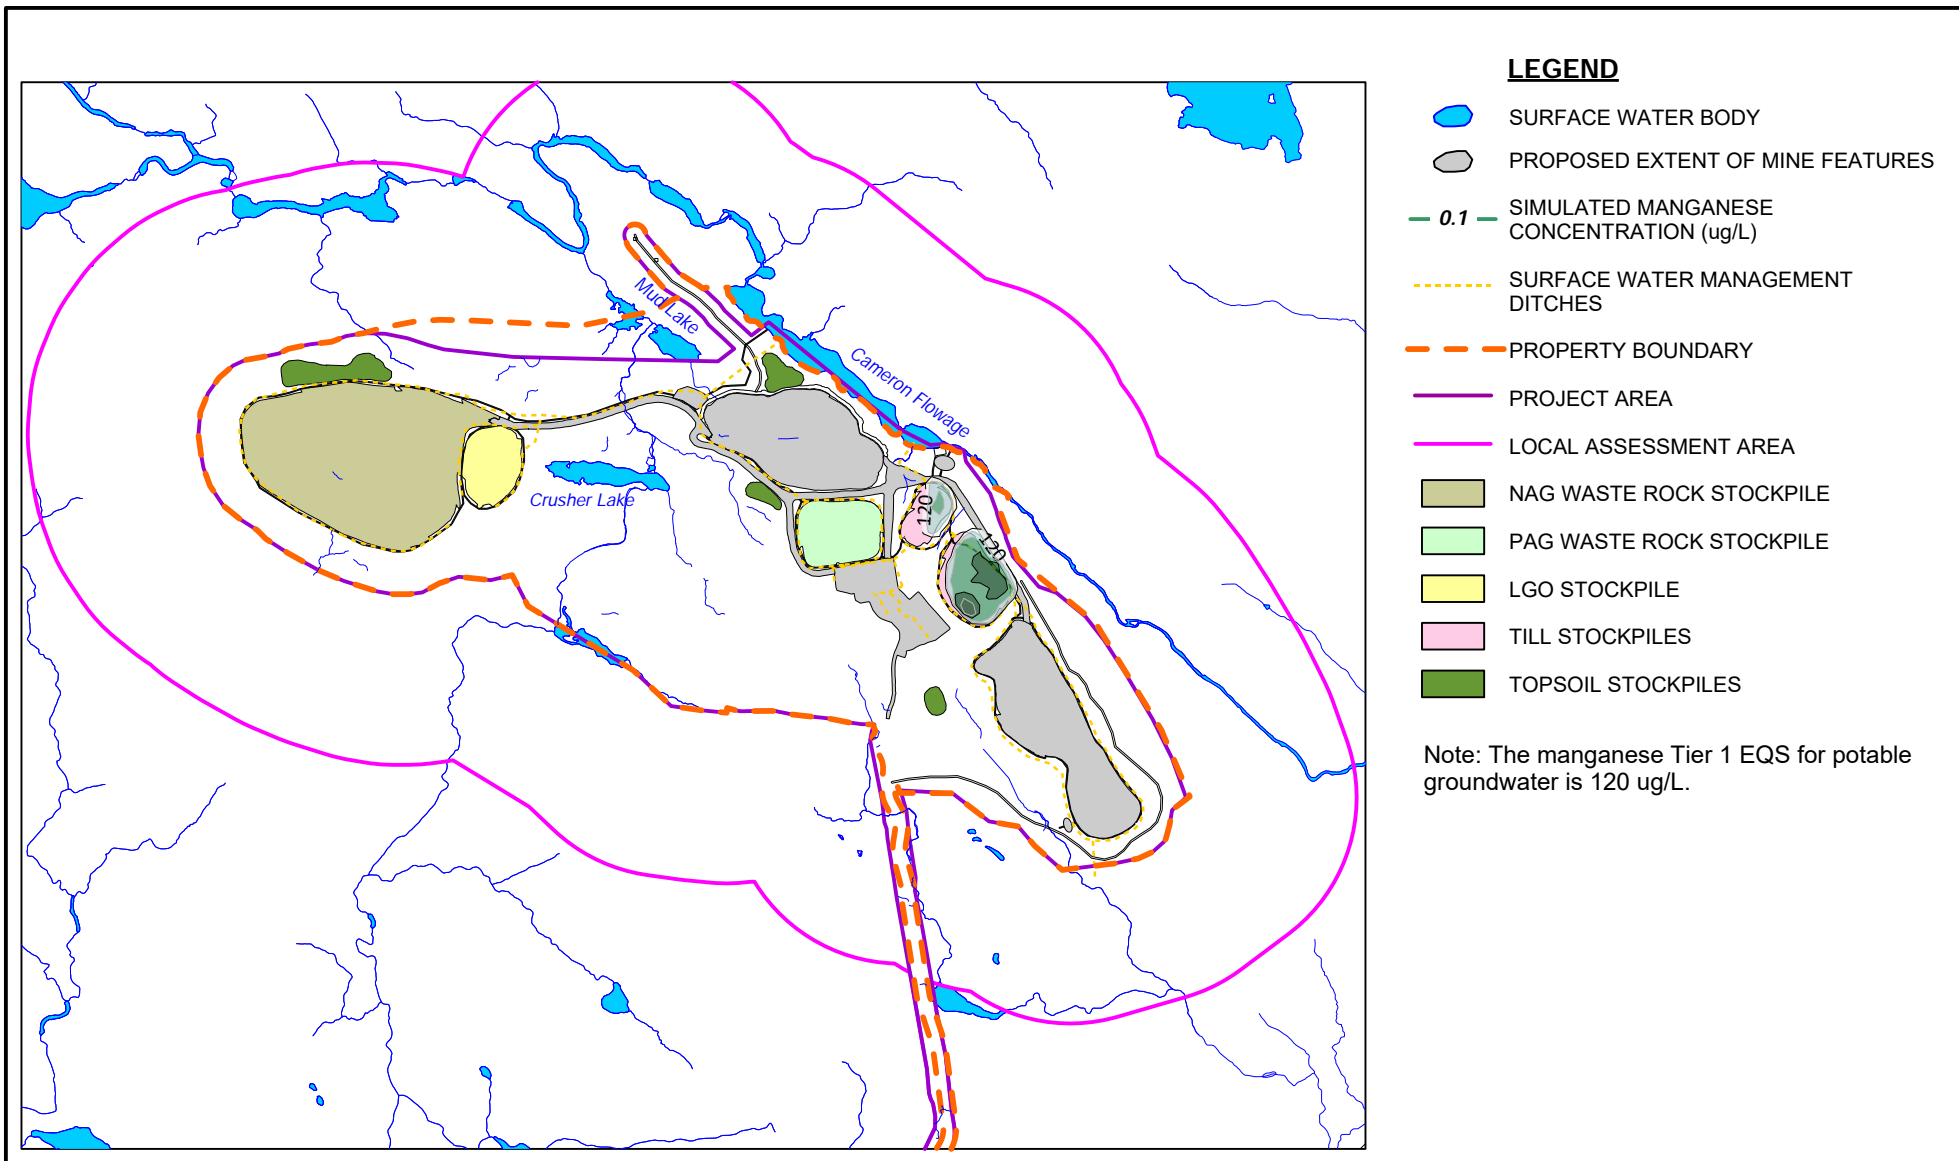 LEGEND
SURFACE WATER BODY
PROPOSED EXTENT OF MINE FEATURES
0.1
SIMULATED MANGANESE
CONCENTRATION (ug/L)
SURFACE WATER MANAGEMENT
DITCHES
PROPERTY BOUNDARY
PROJECT AREA
LOCAL ASSESSMENT AREA
NAG WASTE ROCK STOCKPILE
PAG WASTE ROCK STOCKPILE
LGO STOCKPILE
TILL STOCKPILES
TOPSOIL STOCKPILES
Note: The manganese Tier 1 EQS for potable
groundwater is 120 ug/L.
Mud Lake
Cameron Flowage
Crusher Lake
120
120